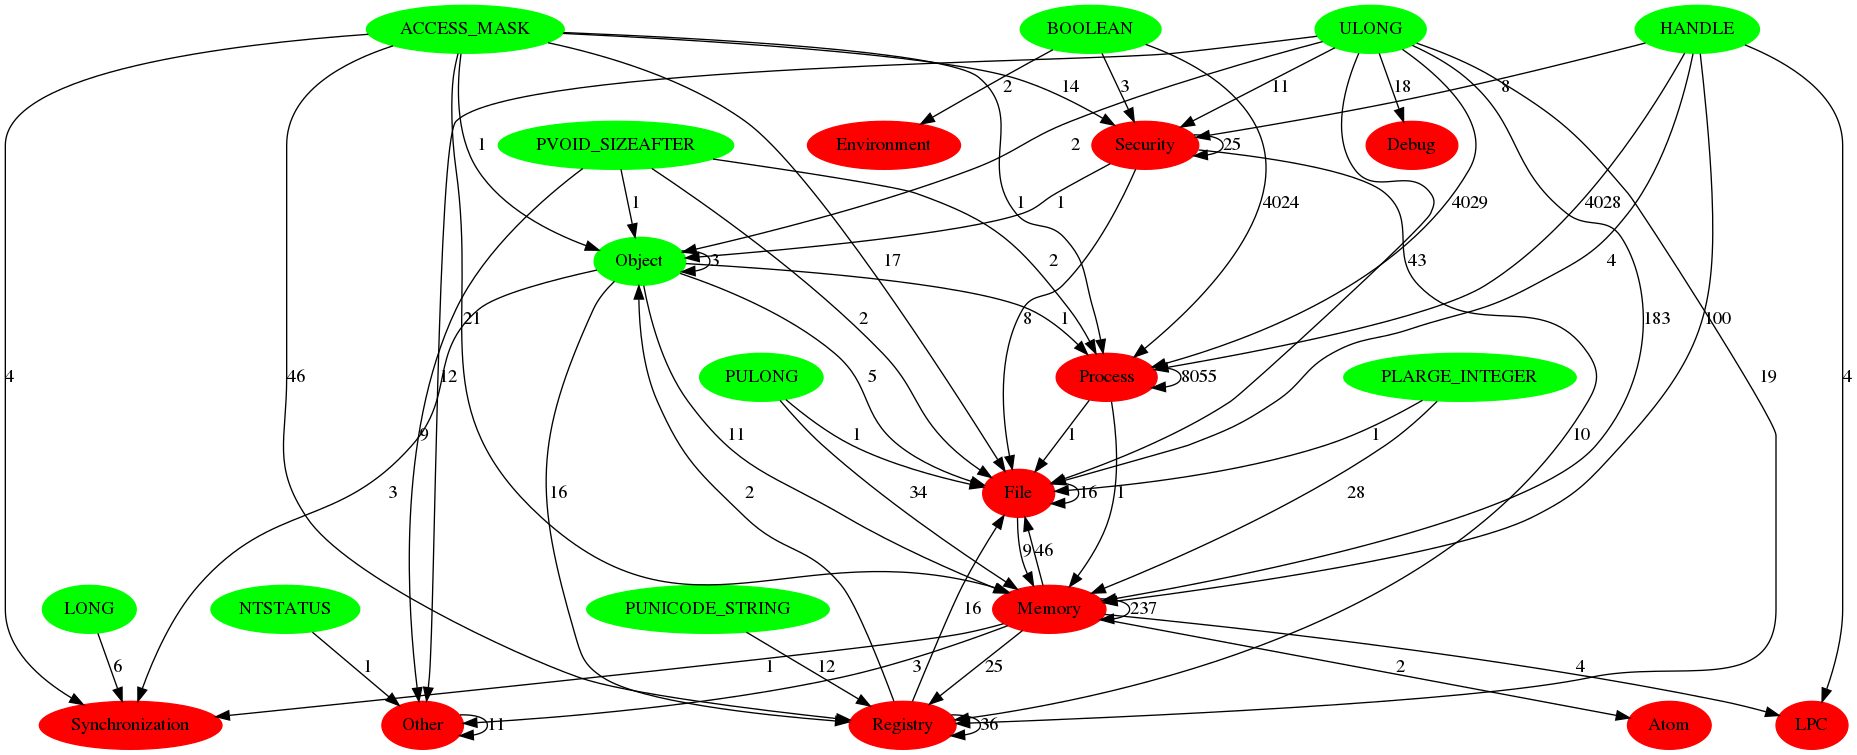 ACCESS_MASK BOOLEAN ULONG HANDLE
2 14 3 11 18 8
PVOID_SIZEAFTER Environment Security 25 Debug
1 2
1 1 1 4024 4029 4028
Object 3 17 2 43 4
21 2 8 1 183 100
4 46 12 PULONG 5 Process 8055 PLARGE_INTEGER 19 4
9 11 1 1 1 10
3 16 2 34 File 16 1 28
9 46
LONG NTSTATUS PUNICODE_STRING 16 Memory 237
6 1 12 1 3 25 2 4
Synchronization Other 11 Registry 36 Atom LPC